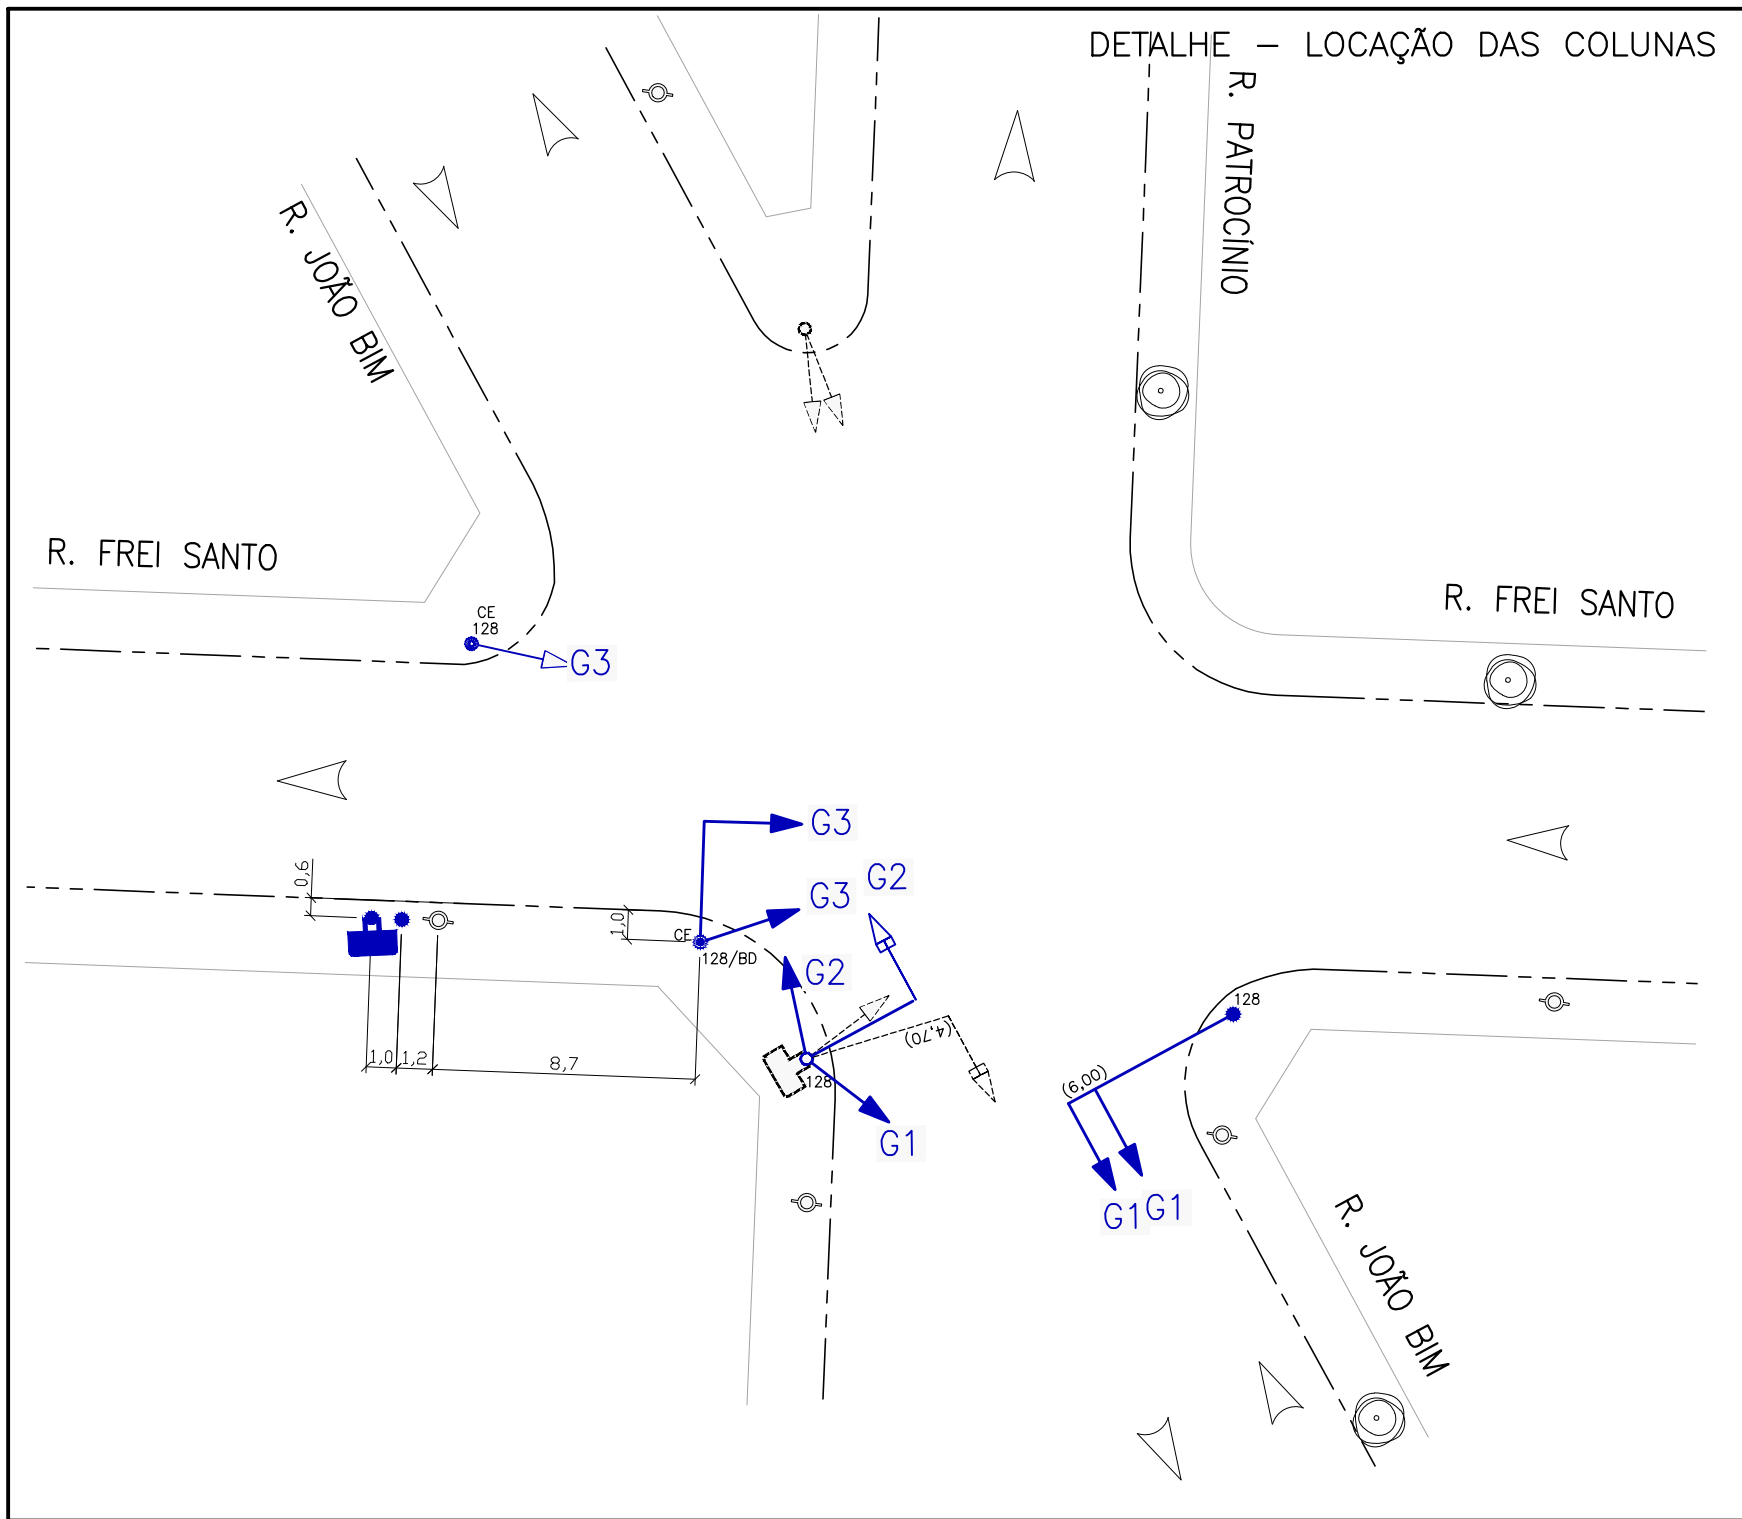 DETALHE – LOCAÇÃO DAS COLUNAS
R. PATROCÍNIO
R. JOÃO BIM
R. FREI SANTO
R. FREI SANTO
CE
128
G3
G3
G2
G3
0,6
1,0
CE
128/BD
G2
128
(4,70)
(6,00)
1,0
1,2
8,7
128
G1
G1
G1
R. JOÃO BIM